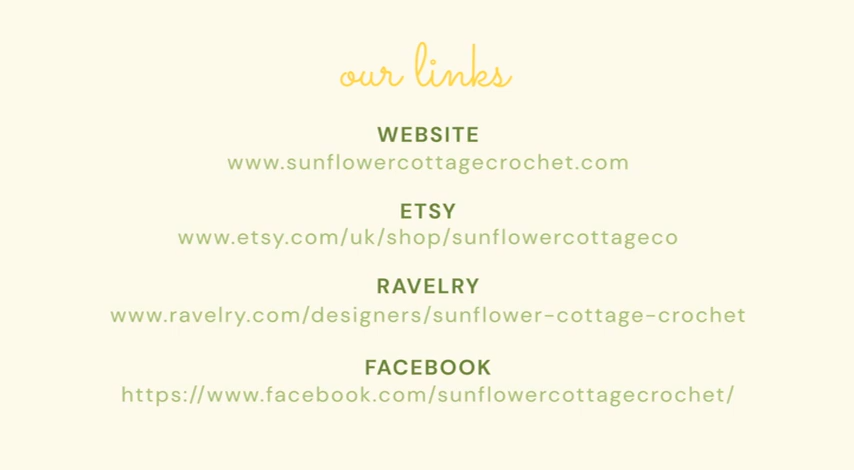 our links
WEBSITE
www.sunflowercottagecrochet.com
ETSY
www.etsy.com/uk/shop/sunflowercottageco
RAVELRY
www.ravelry.com/designers/sunflower-cottage-crochet
FACEBOOK
https://www.facebook.com/sunflowercottagecrochet/